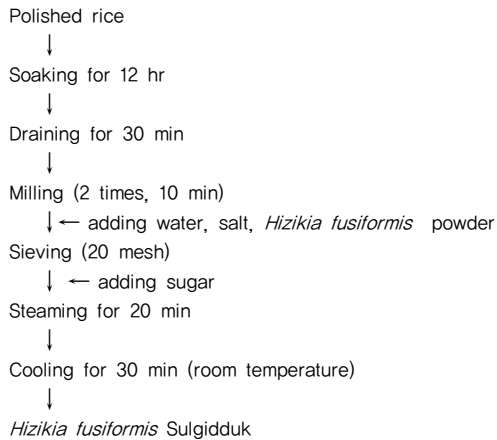 Polished rice
↓
Soaking for 12 hr
↓
Draining for 30 min
↓
Milling (2 times, 10 min)
↓← adding water, salt, Hizikia fusiformis powder
Sieving (20 mesh)
↓ ← adding sugar
Steaming for 20 min
↓
Cooling for 30 min (room temperature)
↓
Hizikia fusiformis Sulgidduk